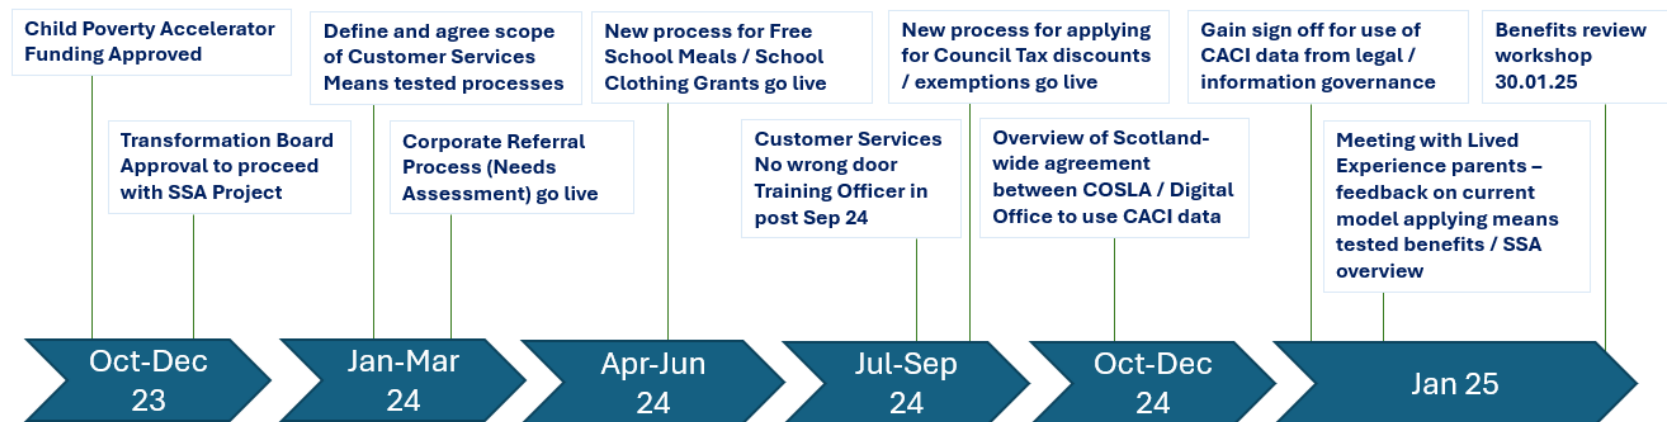 Child Poverty Accelerator
Funding Approved
Transformation Board
Approval to proceed
with SSA Project
Define and agree scope
of Customer Services
Means tested processes
Corporate Referral
Process (Needs
Assessment) go live
New process for Free
School Meals / School
Clothing Grants go live
Customer Services
No wrong door
Training Officer in
post Sep 24
New process for applying
for Council Tax discounts
/ exemptions go live
Overview of Scotland-
wide agreement
between COSLA / Digital
Office to use CACI data
Gain sign off for use of
CACI data from legal /
information governance
Meeting with Lived
Experience parents –
feedback on current
model applying means
tested benefits / SSA
overview
Benefits review
workshop
30.01.25
Oct-Dec
23
Jan-Mar
24
Apr-Jun
24
Jul-Sep
24
Oct-Dec
24
Jan 25